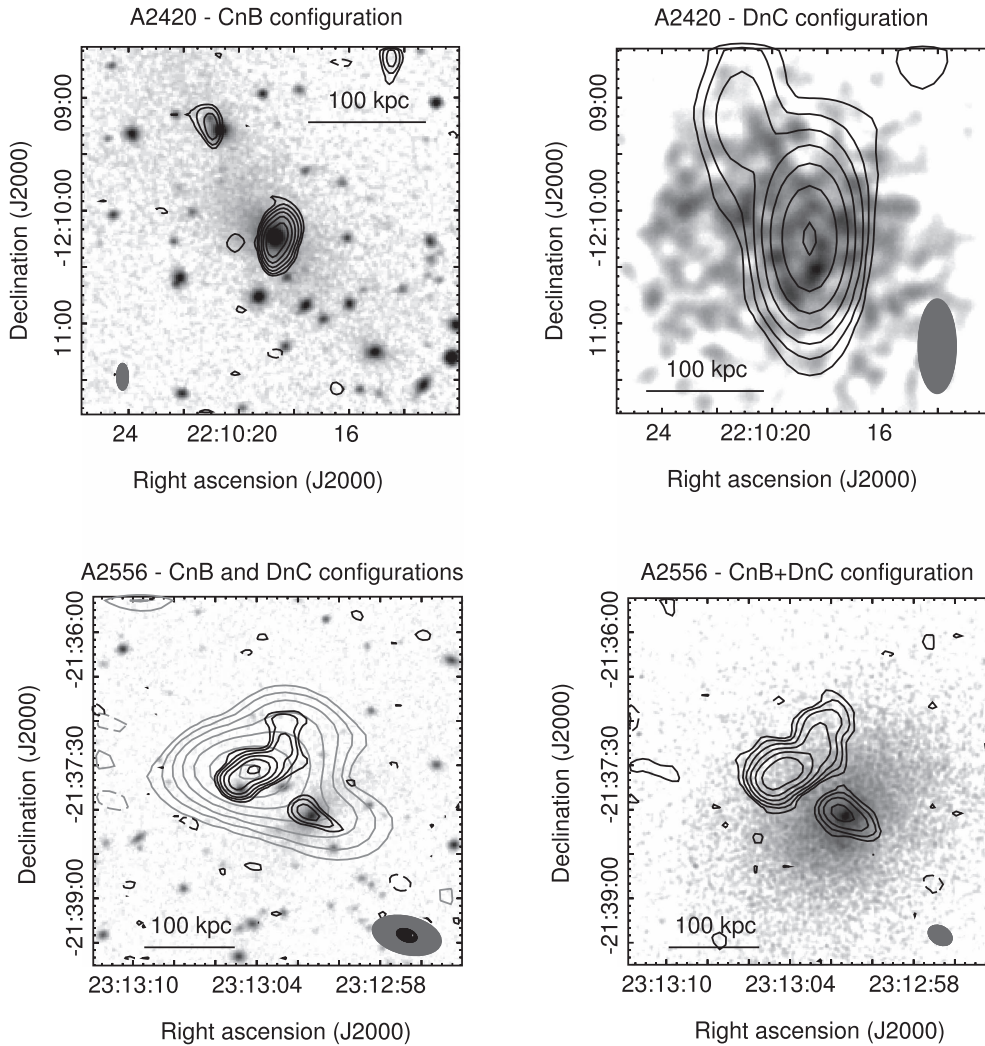 A2420 - CnB configuration
A2420 - DnC configuration
100 kpc
Declination (J2000)
09:00
-12:10:00
11:00
24
22:10:20
16
Right ascension (J2000)
Declination (J2000)
09:00
-12:10:00
11:00
100 kpc
24
22:10:20
16
Right ascension (J2000)
A2556 - CnB and DnC configurations
A2556 - CnB+DnC configuration
Declination (J2000)
-21:36:00
-21:37:30
-21:39:00
100 kpc
23:13:10
23:13:04
23:12:58
Right ascension (J2000)
Declination (J2000)
-21:36:00
-21:37:30
-21:39:00
100 kpc
23:13:10
23:13:04
23:12:58
Right ascension (J2000)